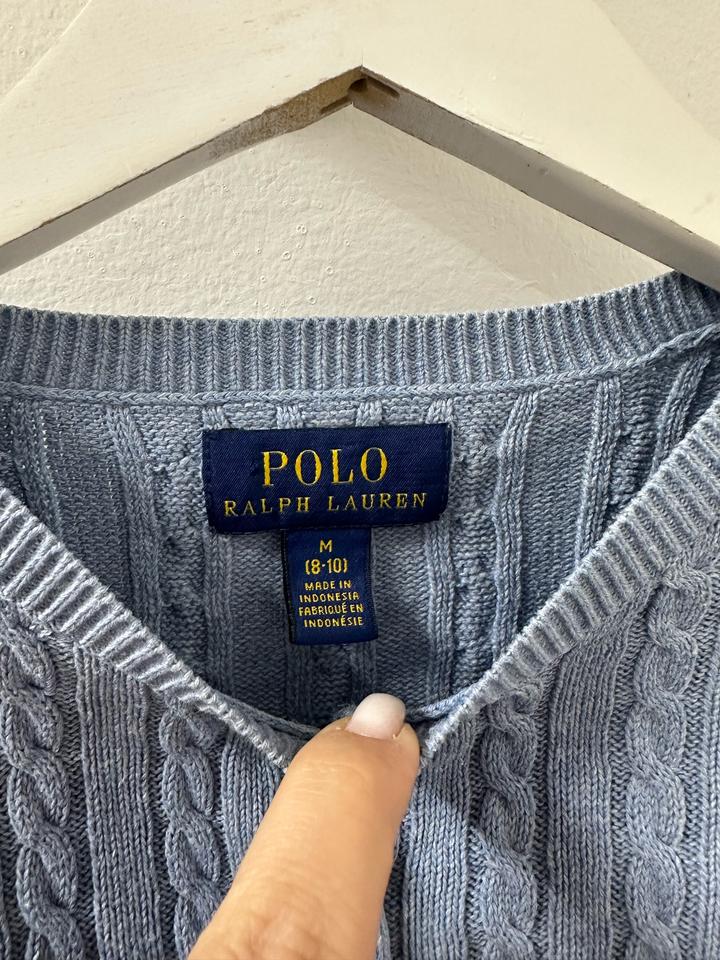 POLO
RALPH LAUREN
M
(8-10)
MADE IN
INDONESIA
FABRIQUÉ EN
INDONÉSIE